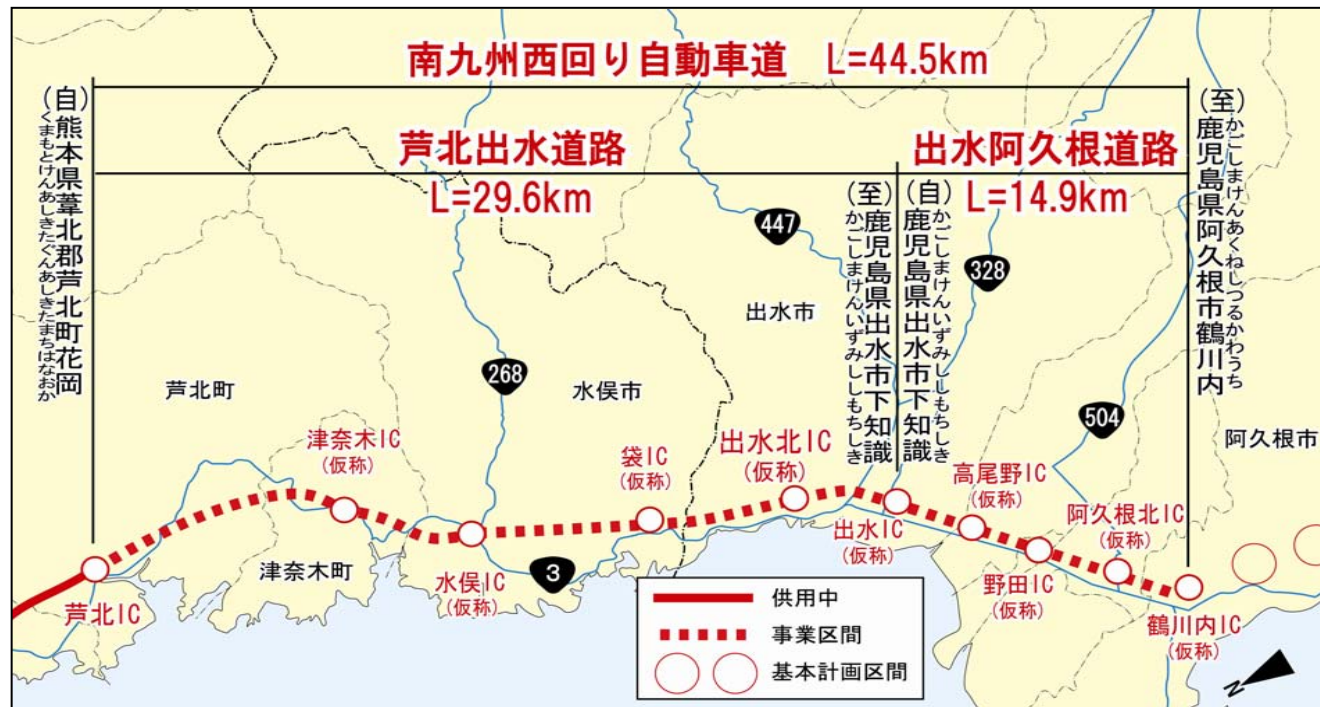 南九州西回り自動車道 L=44.5km
芦北出水道路
L=29.6km
出水阿久根道路
L=14.9km
(自)熊本県葦北郡芦北町花岡
くまもとけんあしきたぐんあしきたまちはなおか
(至)鹿児島県出水市下知識
かごしまけんいずみししもちしき
(自)鹿児島県出水市下知識
かごしまけんいずみししもちしき
(至)鹿児島県阿久根市鶴川内
かごしまけんあくねしつるかわうち
447
328
268
504
3
芦北町
水俣市
出水市
阿久根市
津奈木町
芦北IC
津奈木IC
(仮称)
水俣IC
(仮称)
袋IC
(仮称)
出水北IC
(仮称)
出水IC
(仮称)
高尾野IC
(仮称)
野田IC
(仮称)
阿久根北IC
(仮称)
鶴川内IC
(仮称)
供用中
事業区間
基本計画区間
N